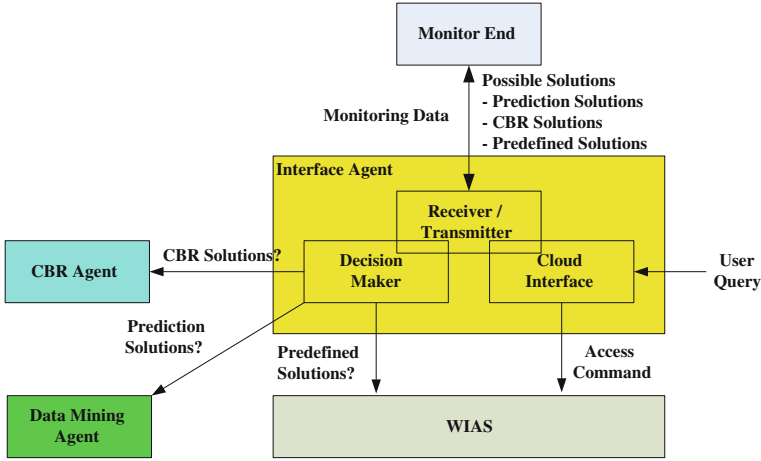 Monitor End
Monitoring Data
Possible Solutions
- Prediction Solutions
- CBR Solutions
- Predefined Solutions
Interface Agent
Receiver /
Transmitter
CBR Agent
CBR Solutions?
Decision
Maker
Cloud
Interface
User
Query
Prediction
Solutions?
Predefined
Solutions?
Access
Command
Data Mining
Agent
WIAS